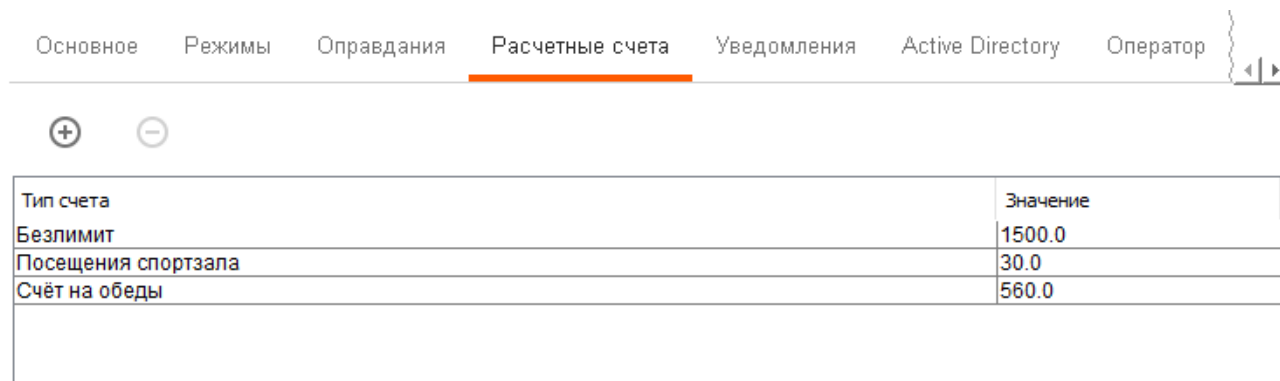 Основное Режимы Оправдания Расчетные счета Уведомления Active Directory Оператор
Тип счета Значение
Безлимит 1500.0
Посещения спортзала 30.0
Счёт на обеды 560.0